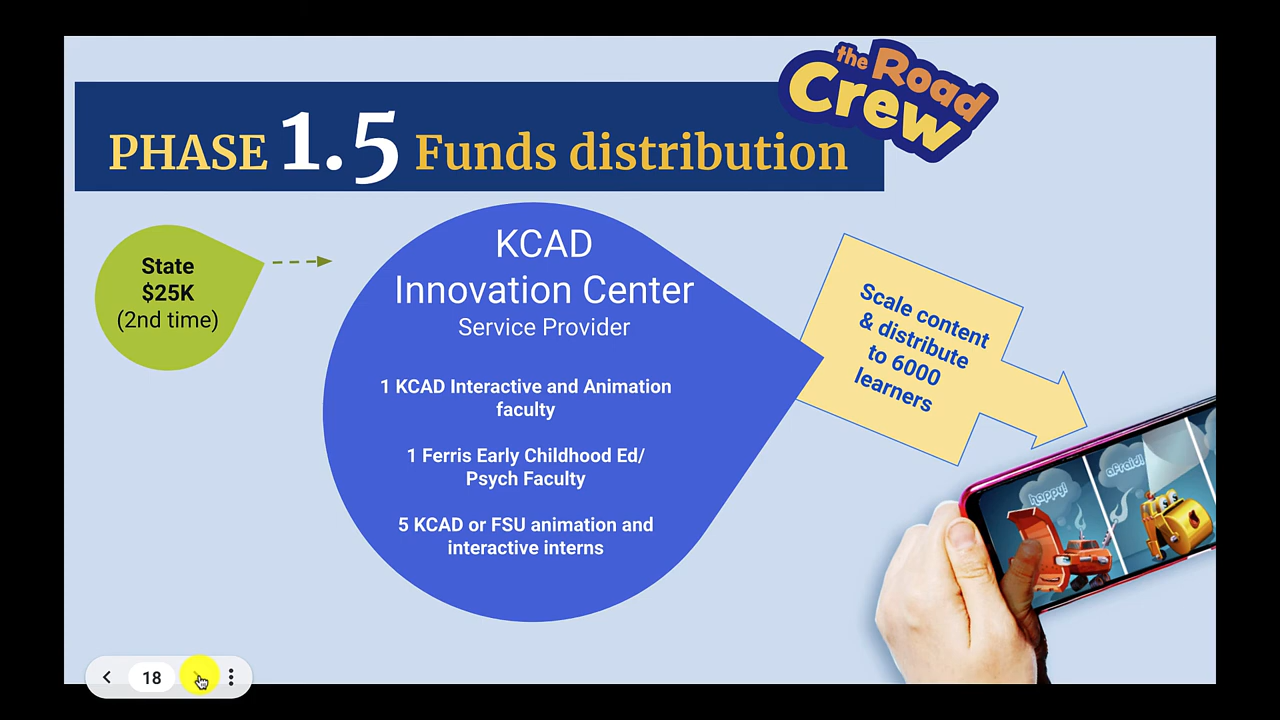 the Road
Crew
PHASE 1.5 Funds distribution
State
$25K
(2nd time)
KCAD
Innovation Center
Service Provider
1 KCAD Interactive and Animation
faculty
1 Ferris Early Childhood Ed/
Psych Faculty
5 KCAD or FSU animation and
interactive interns
Scale content
& distribute
to 6000
learners
happy!
afraid!
18